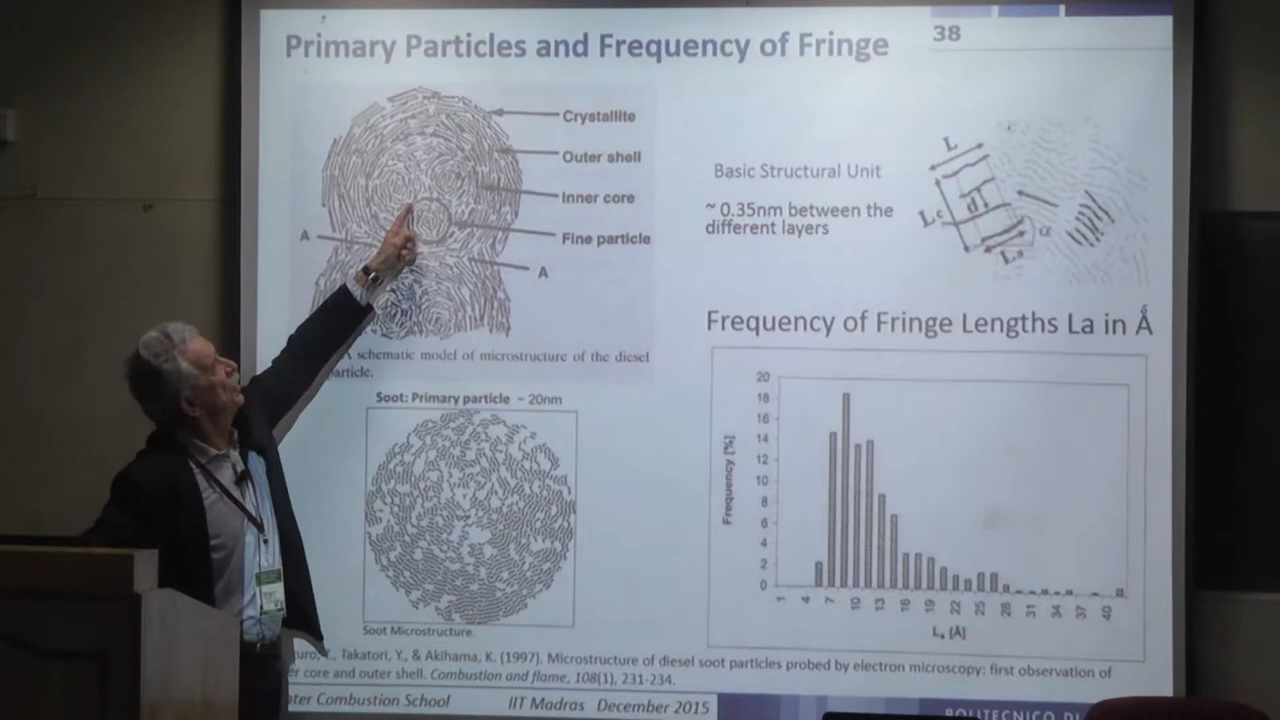 Primary Particles and Frequency of Fringe
38
Crystallite
Outer shell
Inner core
Fine particle
A
A
schematic model of microstructure of the diesel
article.
Soot: Primary particle ~ 20nm
Soot Microstructure.
Basic Structural Unit
~ 0.35nm between the
different layers
L
Lc
d
La
α
Frequency of Fringe Lengths La in Å
Frequency [%]
20
18
16
14
12
10
8
6
4
2
0
1 4 7 10 13 16 19 22 25 28 31 34 37 40
La [Å]
Takatori, Y., & Akihama, K. (1997). Microstructure of diesel soot particles probed by electron microscopy: first observation of
er core and outer shell. Combustion and flame, 108(1), 231-234.
ter Combustion School IIT Madras December 2015
POLITECNICO DI